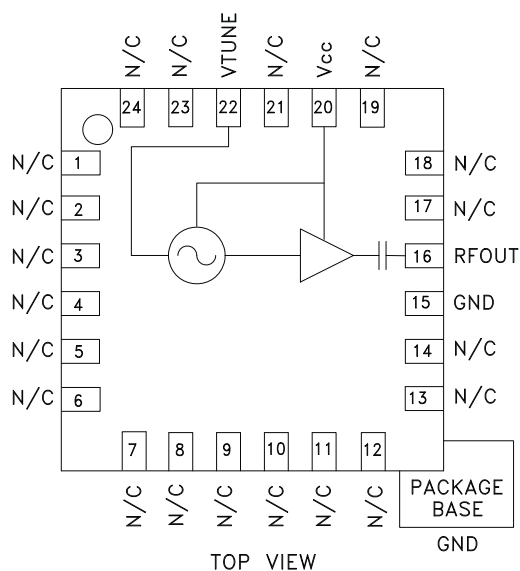 N/C
N/C
VTUNE
N/C
Vcc
N/C
24
23
22
21
20
19
N/C 1
18 N/C
N/C 2
17 N/C
N/C 3
16 RFOUT
N/C 4
15 GND
N/C 5
14 N/C
N/C 6
13 N/C
7
8
9
10
11
12
N/C
N/C
N/C
N/C
N/C
N/C
PACKAGE
BASE
GND
TOP VIEW